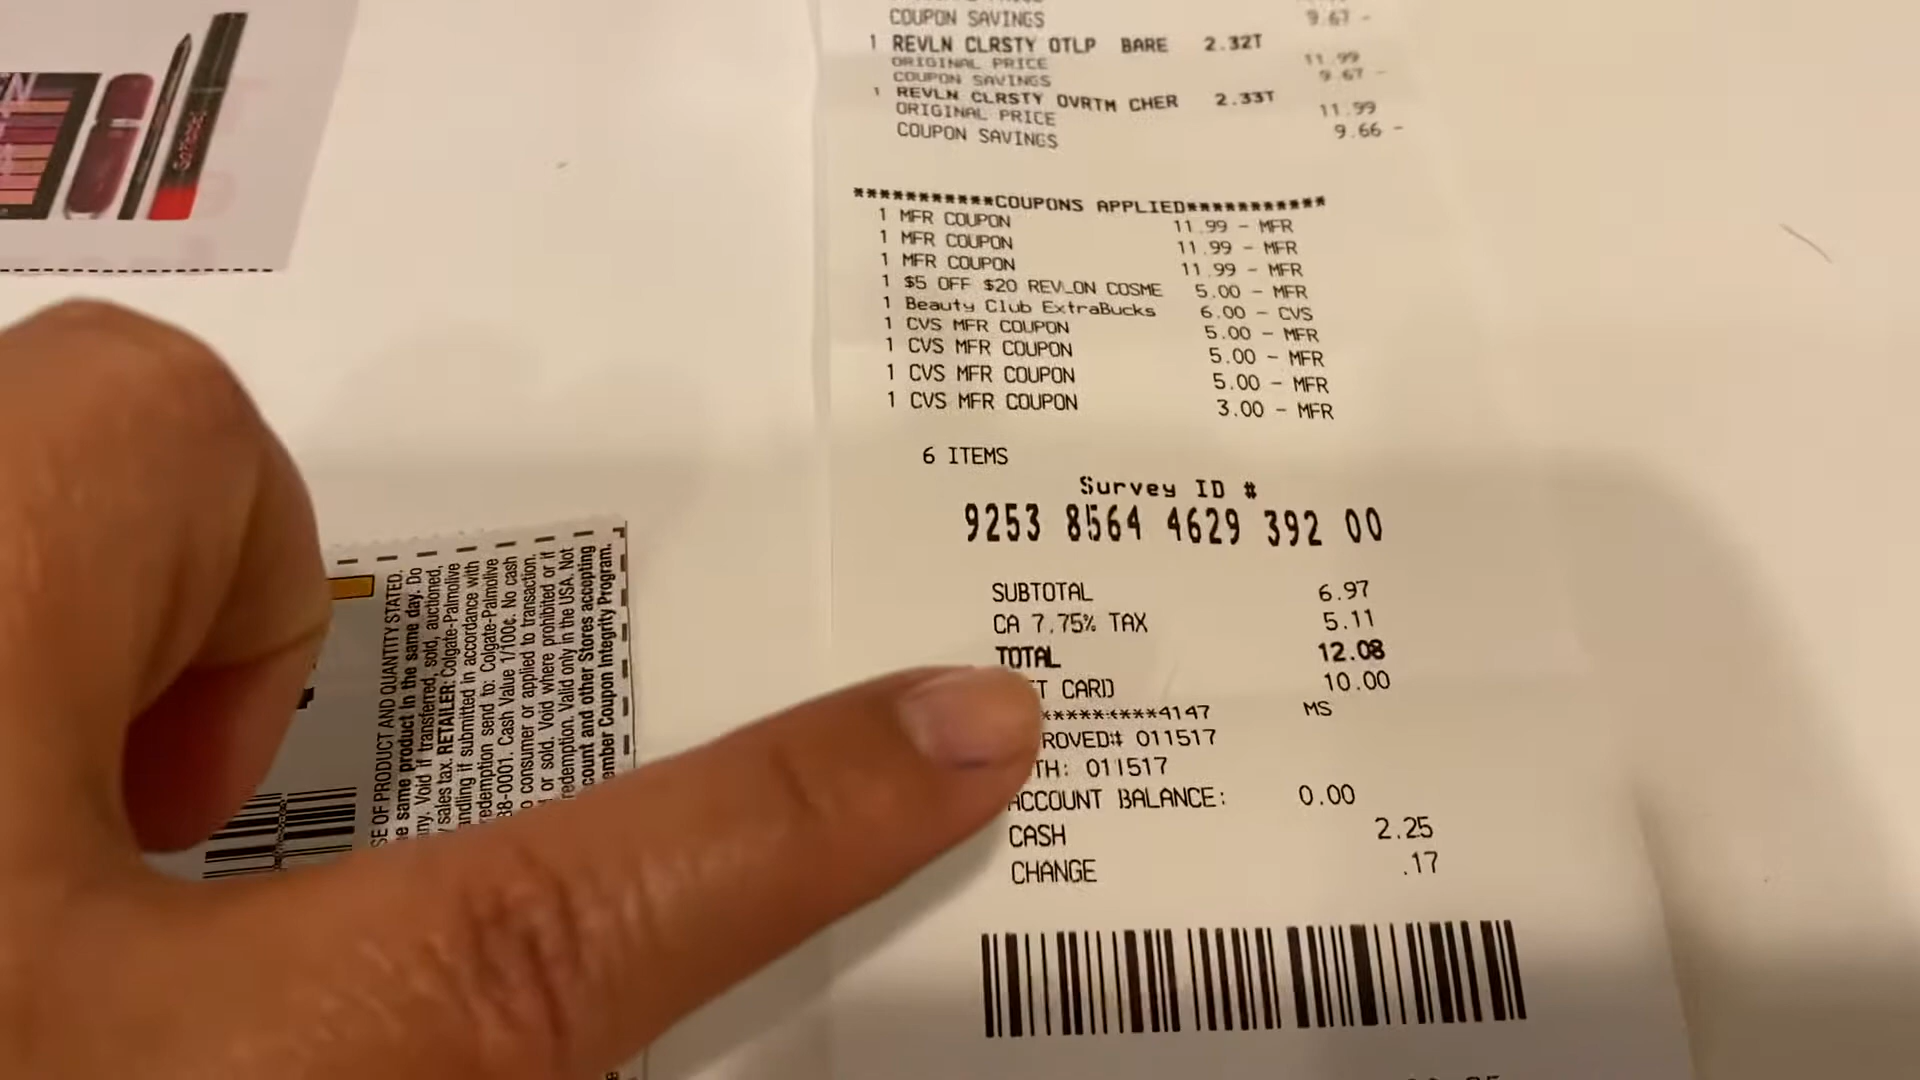 COUPON SAVINGS 9.67 -
1 REVLN CLRSTY OTLP BARE 2.32T
ORIGINAL PRICE 11.99
COUPON SAVINGS 9.67 -
1 REVLN CLRSTY OVRTM CHER 2.33T
ORIGINAL PRICE 11.99
COUPON SAVINGS 9.66 -
***********COUPONS APPLIED***********
1 MFR COUPON 11.99 - MFR
1 MFR COUPON 11.99 - MFR
1 MFR COUPON 11.99 - MFR
1 $5 OFF $20 REVLON COSME 5.00 - MFR
1 Beauty Club ExtraBucks 6.00 - CVS
1 CVS MFR COUPON 5.00 - MFR
1 CVS MFR COUPON 5.00 - MFR
1 CVS MFR COUPON 5.00 - MFR
1 CVS MFR COUPON 3.00 - MFR
6 ITEMS
Survey ID #
9253 8564 4629 392 00
SUBTOTAL 6.97
CA 7.75% TAX 5.11
TOTAL 12.08
T CARD 10.00
**********4147 MS
ROVED# 011517
TH: 011517
ACCOUNT BALANCE: 0.00
CASH 2.25
CHANGE .17
SE OF PRODUCT AND QUANTITY STATED.
e same product in the same day. Do
ny. Void if transferred, sold, auctioned,
sales tax. RETAILER: Colgate-Palmolive
andling if submitted in accordance with
redemption send to: Colgate-Palmolive
38-0001. Cash Value 1/100¢. No cash
o consumer or applied to transaction.
or sold. Void where prohibited or if
redemption. Valid only in the USA. Not
count and other Stores accepting
ember Coupon Integrity Program.